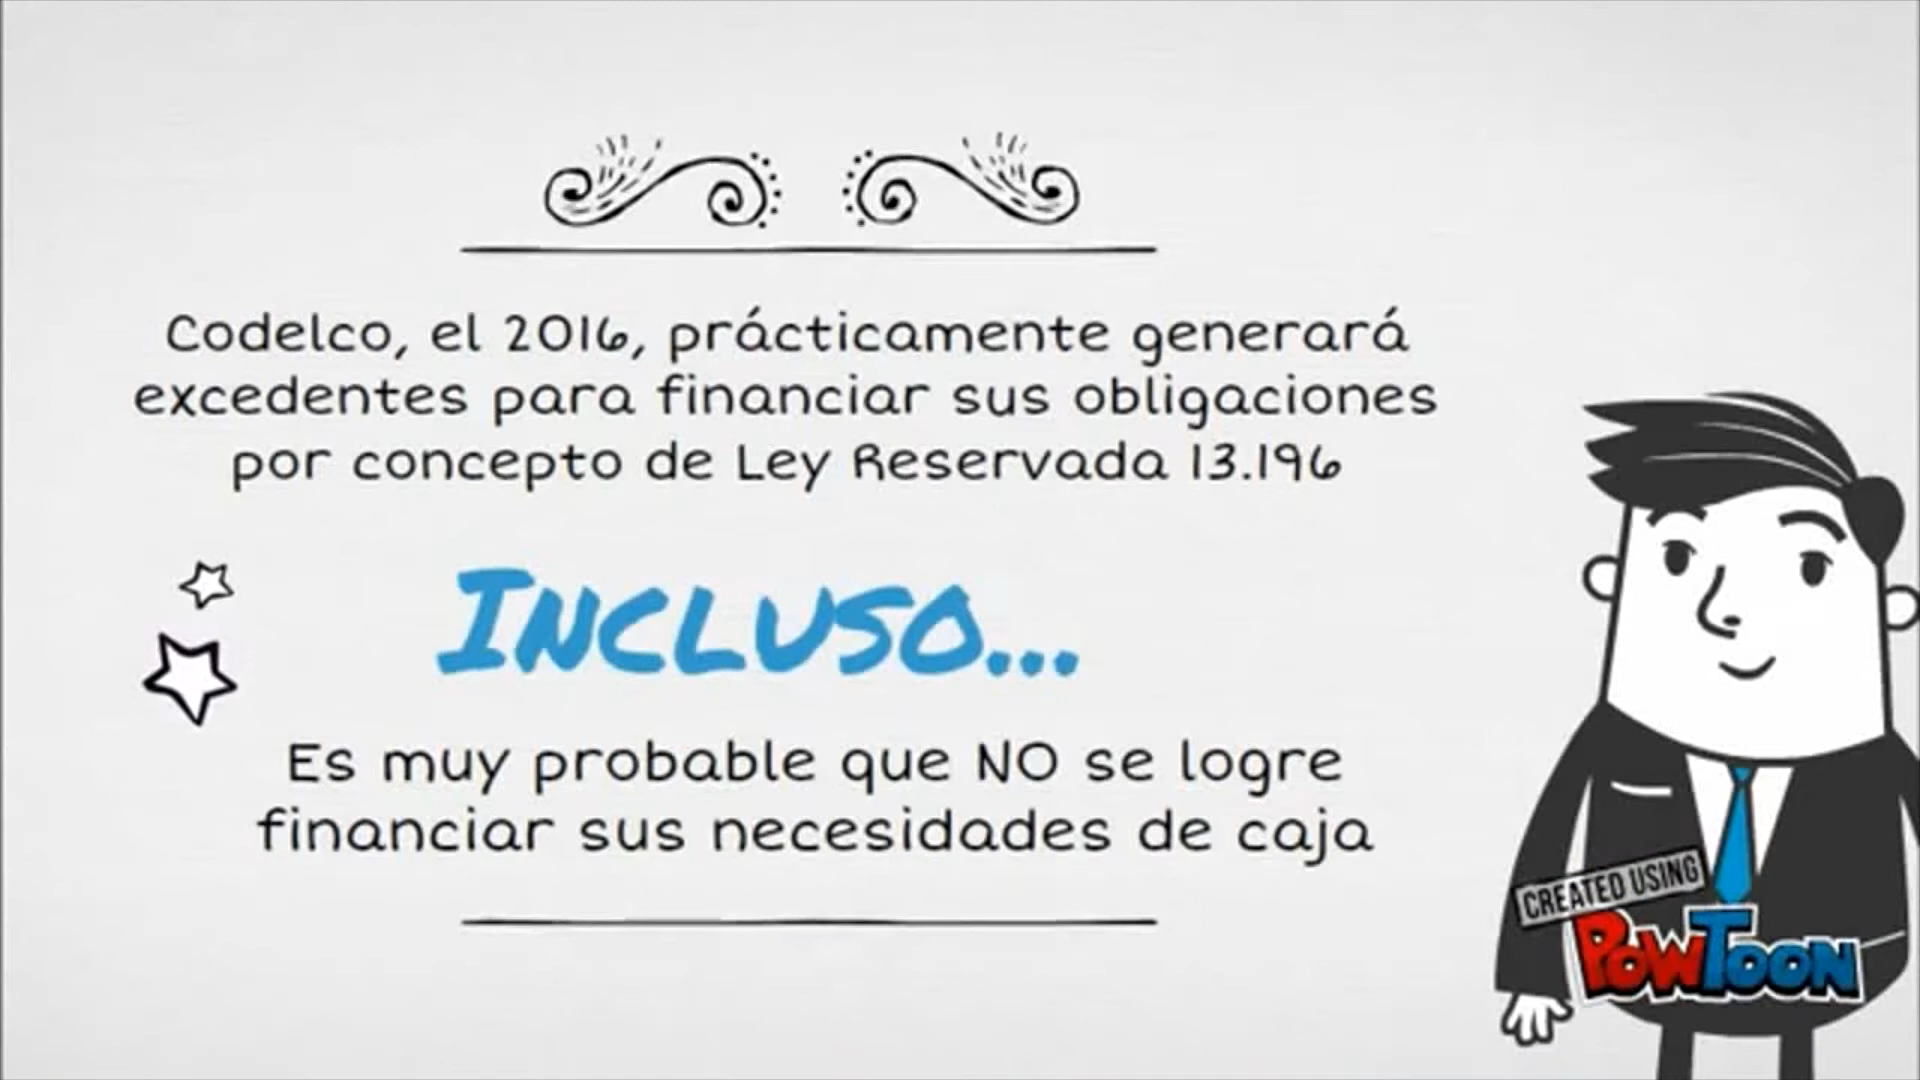 Codelco, el 2016, prácticamente generará
excedentes para financiar sus obligaciones
por concepto de Ley Reservada 13.196
INCLUSO...
Es muy probable que NO se logre
financiar sus necesidades de caja
CREATED USING
POWTOON